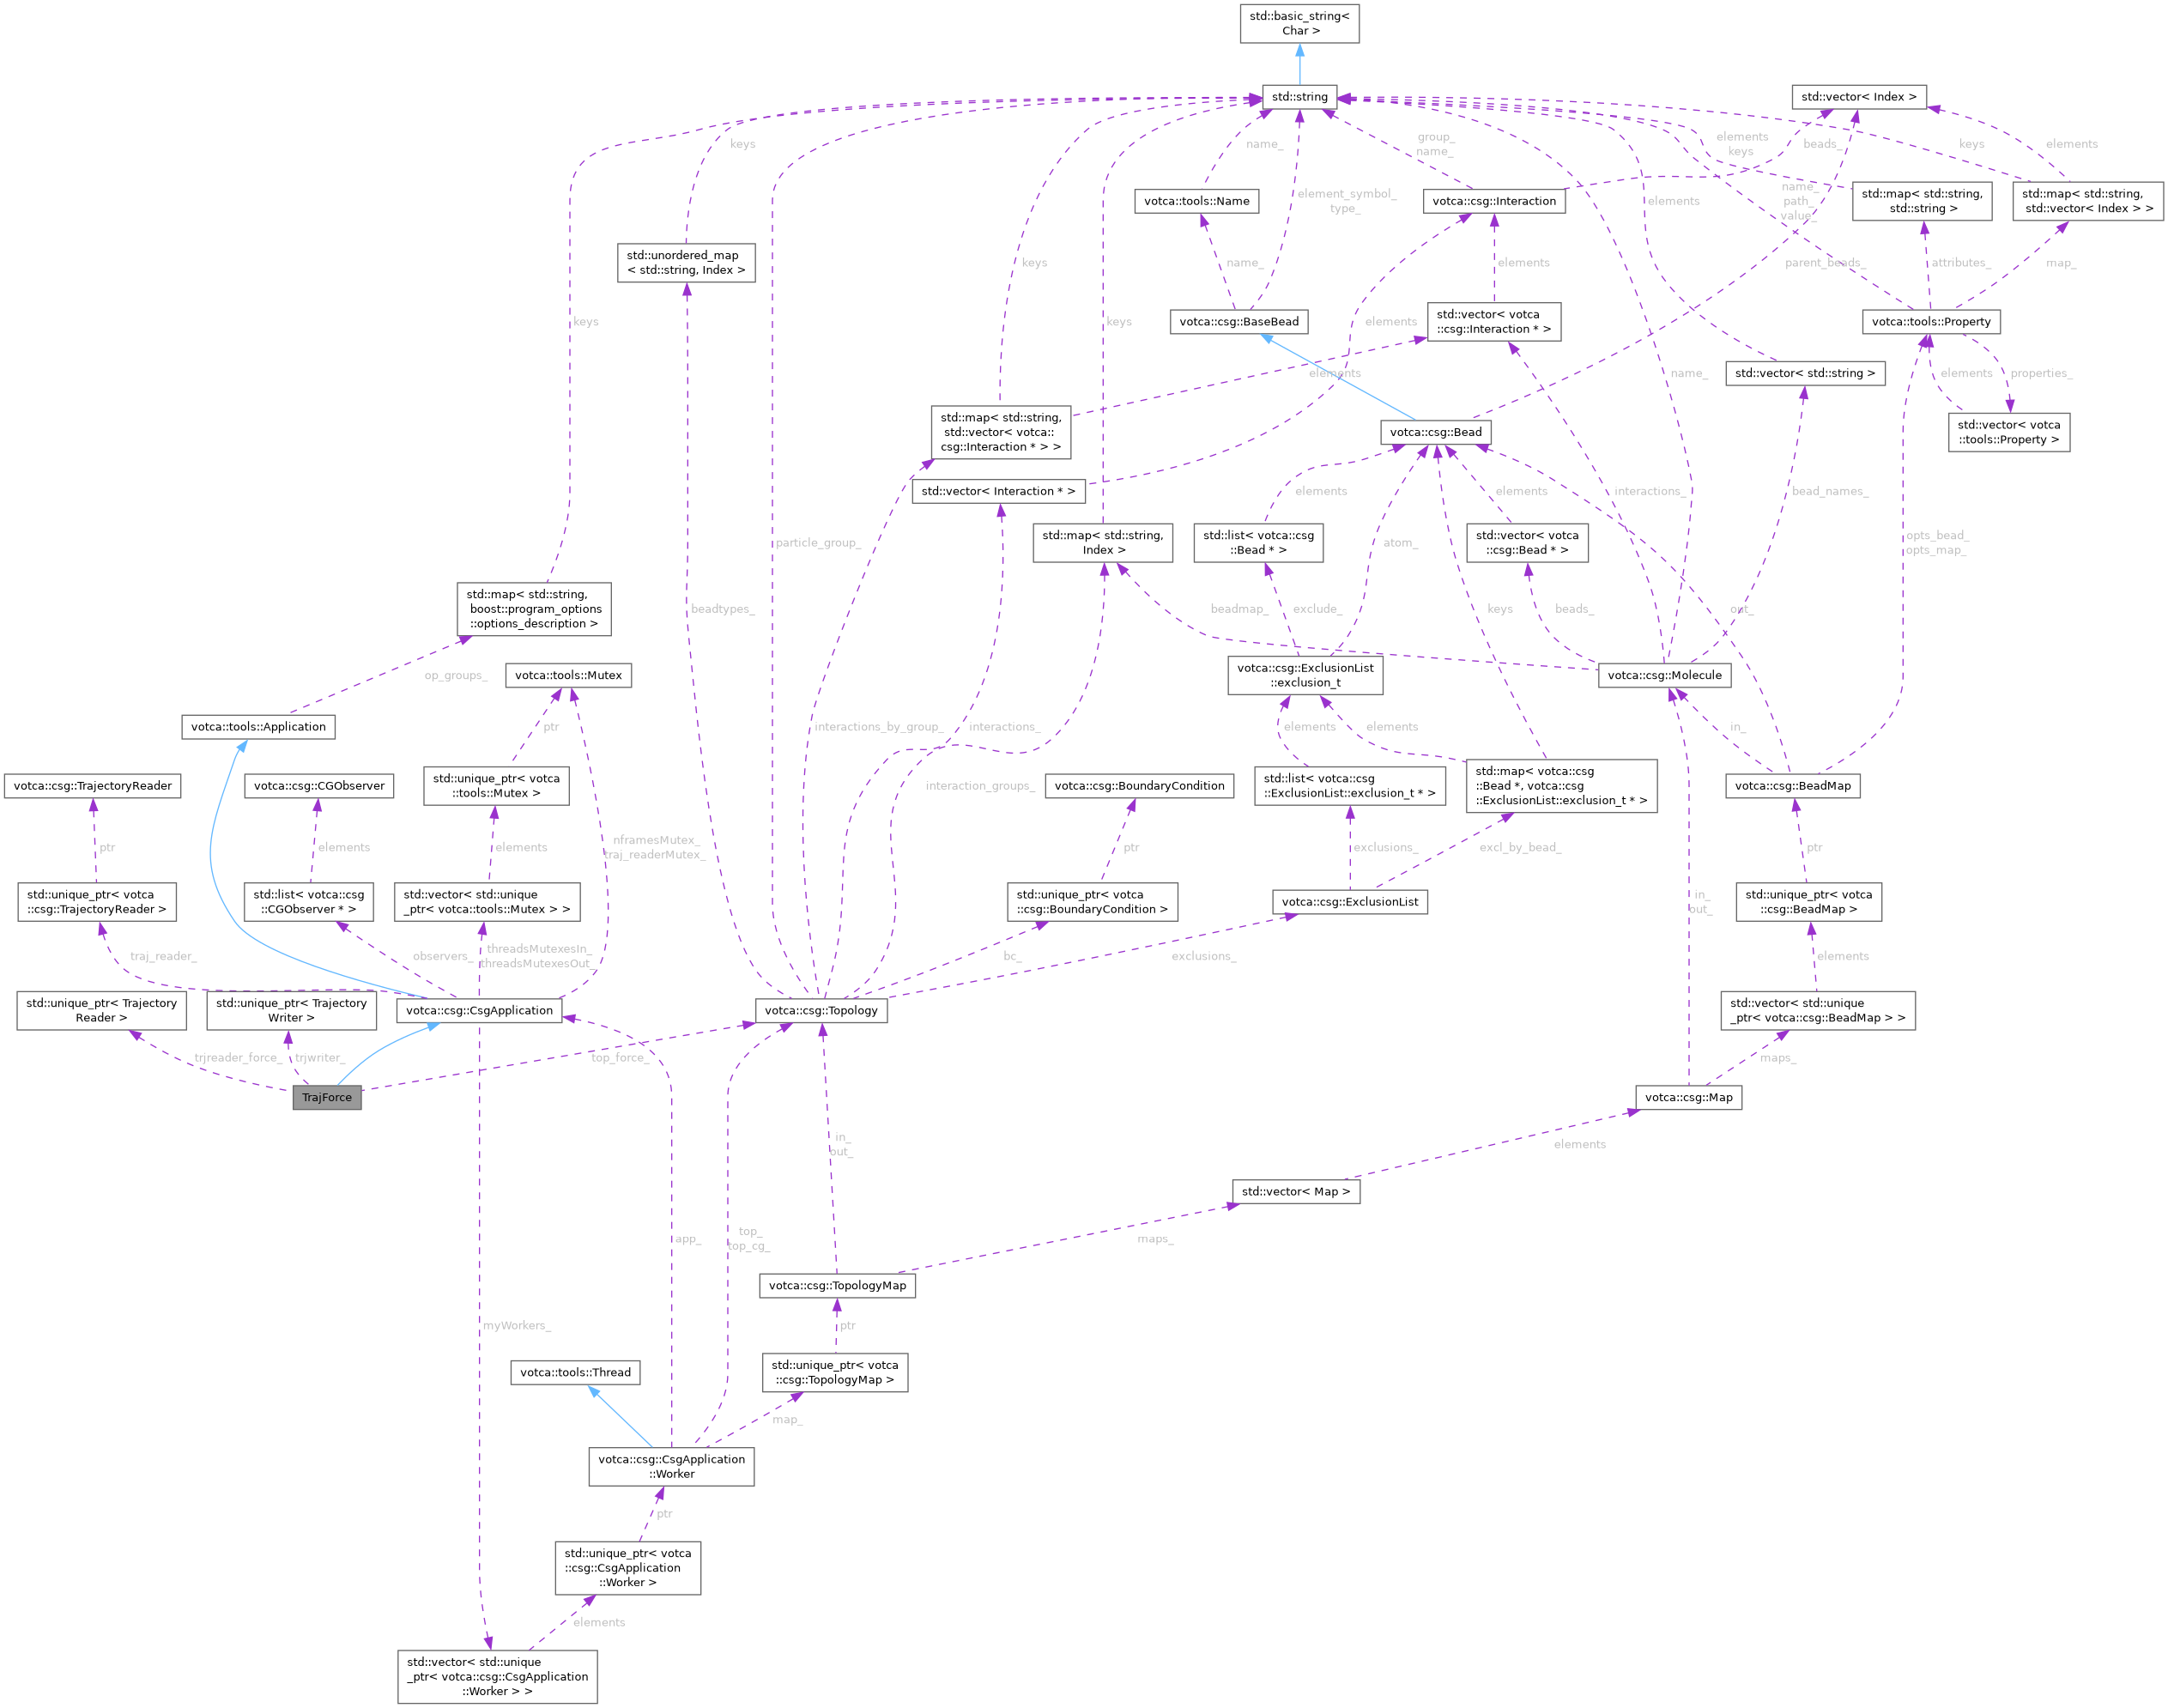 std::basic_string<
Char >
std::string
std::vector< Index >
keys
name_
group_
name_
elements
keys
beads_
keys
elements
votca::tools::Name
element_symbol_
type_
votca::csg::Interaction
elements
name_
path_
value_
std::map< std::string,
std::string >
std::map< std::string,
std::vector< Index > >
std::unordered_map
< std::string, Index >
keys
name_
elements
parent_beads_
attributes_
map_
keys
keys
votca::csg::BaseBead
elements
std::vector< votca
::csg::Interaction * >
votca::tools::Property
elements
name_
std::vector< std::string >
elements
properties_
std::map< std::string,
std::vector< votca::
csg::Interaction * > >
votca::csg::Bead
std::vector< votca
::tools::Property >
std::vector< Interaction * >
elements
elements
interactions_
bead_names_
particle_group_
std::map< std::string,
Index >
std::list< votca::csg
::Bead * >
atom_
std::vector< votca
::csg::Bead * >
opts_bead_
opts_map_
std::map< std::string,
boost::program_options
::options_description >
beadtypes_
beadmap_
exclude_
keys
beads_
out_
op_groups_
votca::tools::Mutex
votca::csg::ExclusionList
::exclusion_t
votca::csg::Molecule
votca::tools::Application
ptr
interactions_by_group_
interactions_
elements
elements
in_
votca::csg::TrajectoryReader
votca::csg::CGObserver
std::unique_ptr< votca
::tools::Mutex >
interaction_groups_
votca::csg::BoundaryCondition
std::list< votca::csg
::ExclusionList::exclusion_t * >
std::map< votca::csg
::Bead *, votca::csg
::ExclusionList::exclusion_t * >
votca::csg::BeadMap
ptr
elements
elements
nframesMutex_
traj_readerMutex_
ptr
exclusions_
excl_by_bead_
ptr
std::unique_ptr< votca
::csg::TrajectoryReader >
std::list< votca::csg
::CGObserver * >
std::vector< std::unique
_ptr< votca::tools::Mutex > >
std::unique_ptr< votca
::csg::BoundaryCondition >
votca::csg::ExclusionList
in_
out_
std::unique_ptr< votca
::csg::BeadMap >
traj_reader_
observers_
threadsMutexesIn_
threadsMutexesOut_
bc_
exclusions_
elements
std::unique_ptr< Trajectory
Reader >
std::unique_ptr< Trajectory
Writer >
votca::csg::CsgApplication
votca::csg::Topology
std::vector< std::unique
_ptr< votca::csg::BeadMap > >
trjreader_force_
trjwriter_
top_force_
maps_
TrajForce
votca::csg::Map
in_
out_
elements
std::vector< Map >
app_
top_
top_cg_
maps_
votca::csg::TopologyMap
myWorkers_
ptr
votca::tools::Thread
std::unique_ptr< votca
::csg::TopologyMap >
map_
votca::csg::CsgApplication
::Worker
ptr
std::unique_ptr< votca
::csg::CsgApplication
::Worker >
elements
std::vector< std::unique
_ptr< votca::csg::CsgApplication
::Worker > >